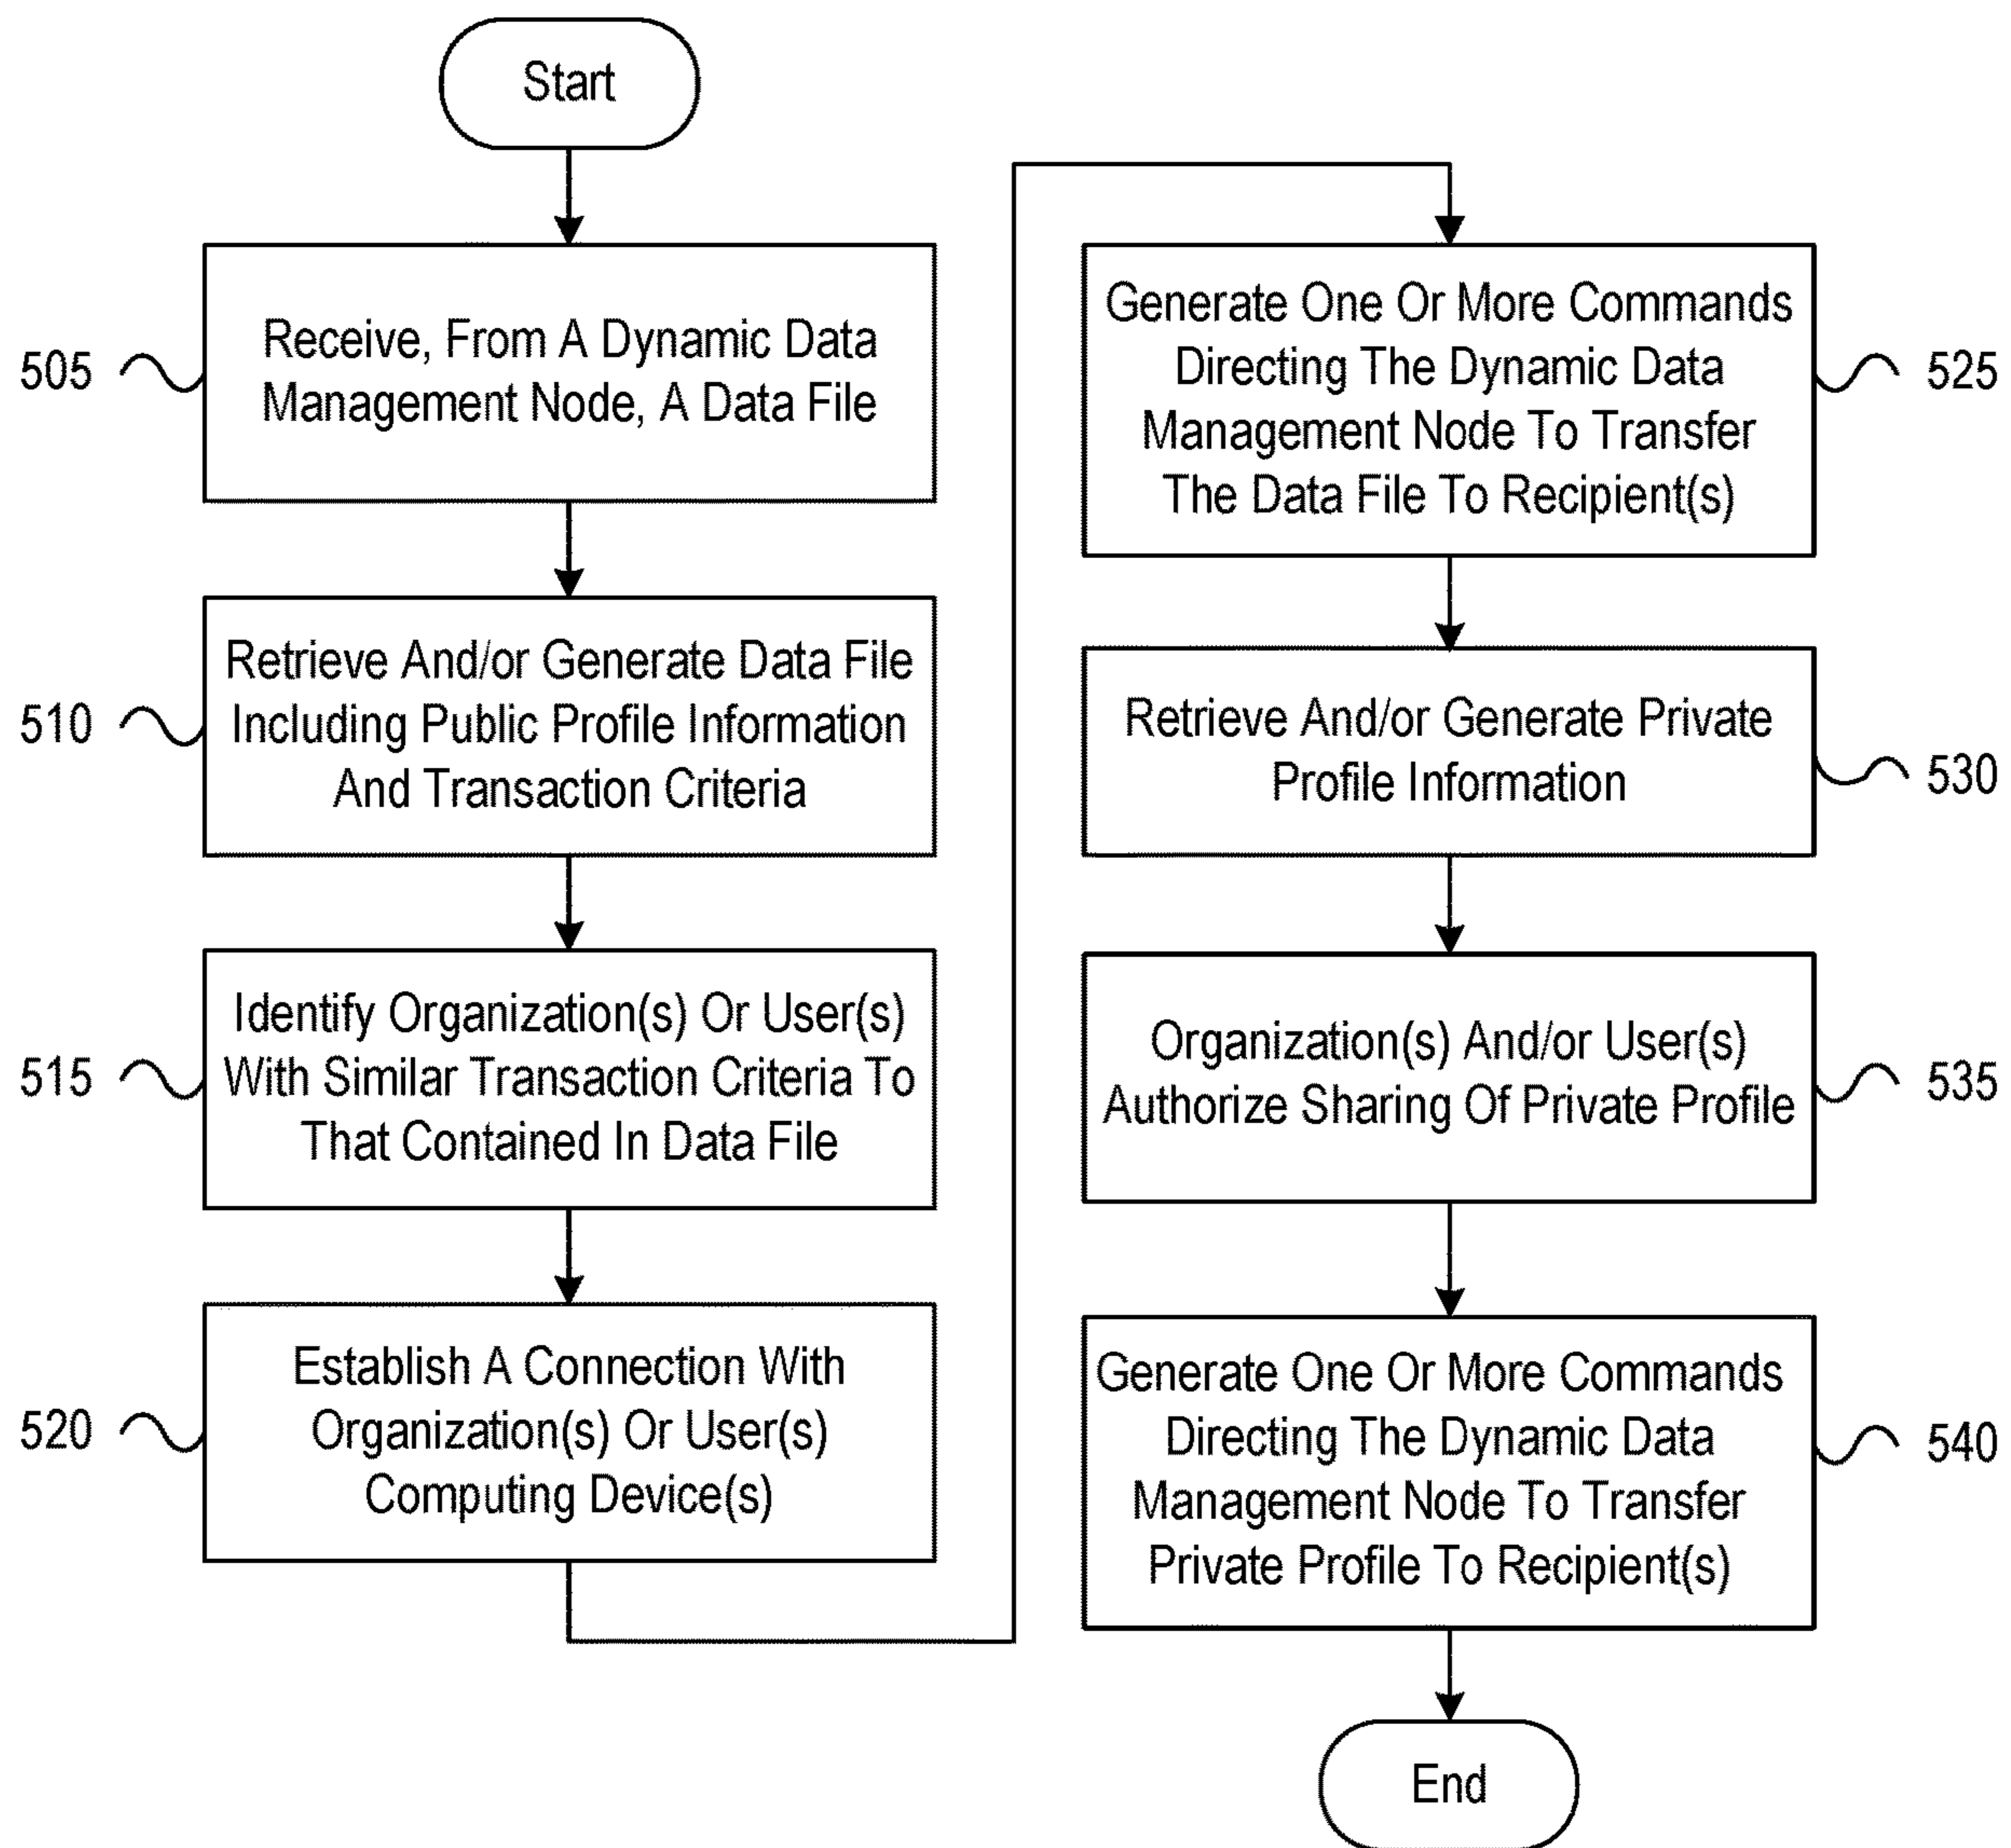 Start
505
Receive, From A Dynamic Data
Management Node, A Data File
510
Retrieve And/or Generate Data File
Including Public Profile Information
And Transaction Criteria
515
Identify Organization(s) Or User(s)
With Similar Transaction Criteria To
That Contained In Data File
520
Establish A Connection With
Organization(s) Or User(s)
Computing Device(s)
Generate One Or More Commands
Directing The Dynamic Data
Management Node To Transfer
The Data File To Recipient(s)
525
Retrieve And/or Generate Private
Profile Information
530
Organization(s) And/or User(s)
Authorize Sharing Of Private Profile
535
Generate One Or More Commands
Directing The Dynamic Data
Management Node To Transfer
Private Profile To Recipient(s)
540
End